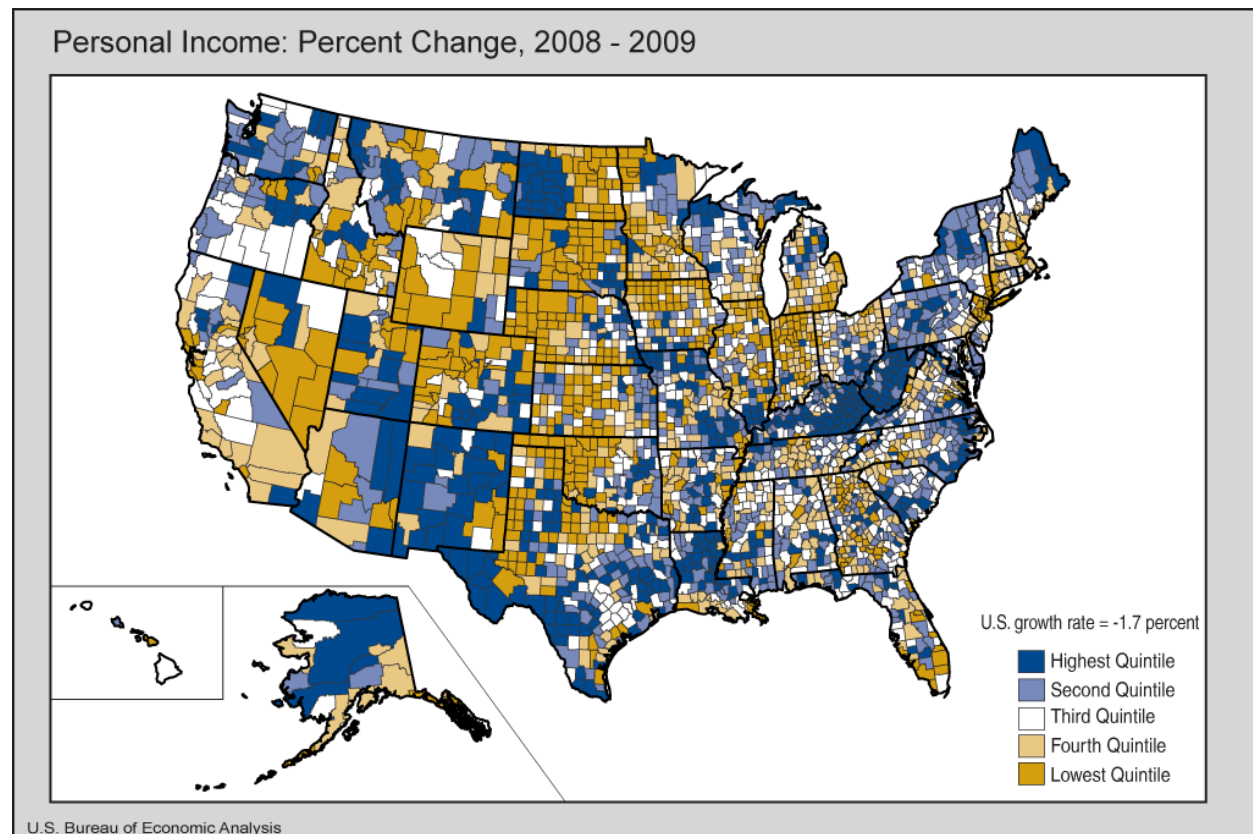 Personal Income: Percent Change, 2008 - 2009
U.S. growth rate = -1.7 percent
Highest Quintile
Second Quintile
Third Quintile
Fourth Quintile
Lowest Quintile
U.S. Bureau of Economic Analysis